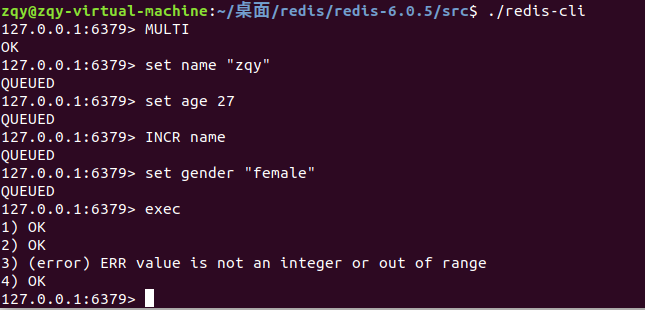 zqy@zqy-virtual-machine:~/桌面/redis/redis-6.0.5/src$ ./redis-cli
127.0.0.1:6379> MULTI
OK
127.0.0.1:6379> set name "zqy"
QUEUED
127.0.0.1:6379> set age 27
QUEUED
127.0.0.1:6379> INCR name
QUEUED
127.0.0.1:6379> set gender "female"
QUEUED
127.0.0.1:6379> exec
1) OK
2) OK
3) (error) ERR value is not an integer or out of range
4) OK
127.0.0.1:6379>